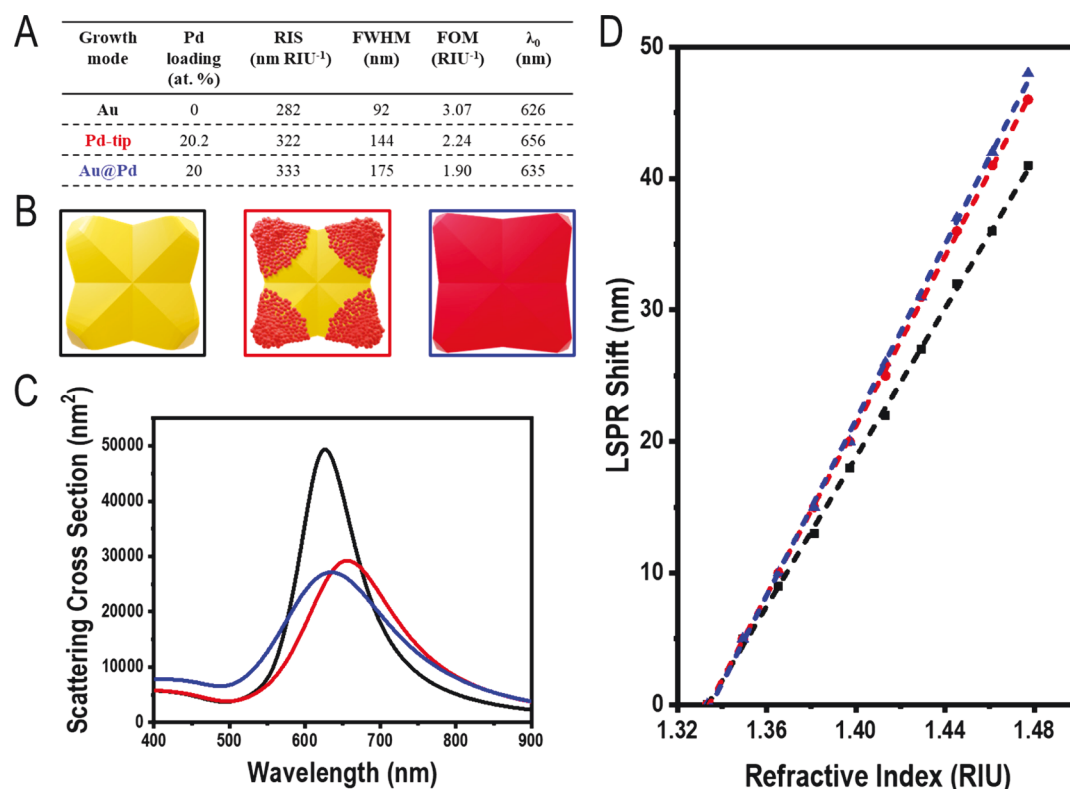 A
Growth mode Pd loading (at. %) RIS (nm RIU⁻¹) FWHM (nm) FOM (RIU⁻¹) λ₀ (nm)
Au 0 282 92 3.07 626
Pd-tip 20.2 322 144 2.24 656
Au@Pd 20 333 175 1.90 635
B
C
Scattering Cross Section (nm²)
50000
40000
30000
20000
10000
0
400 500 600 700 800 900
Wavelength (nm)
D
LSPR Shift (nm)
50
40
30
20
10
0
1.32 1.36 1.40 1.44 1.48
Refractive Index (RIU)